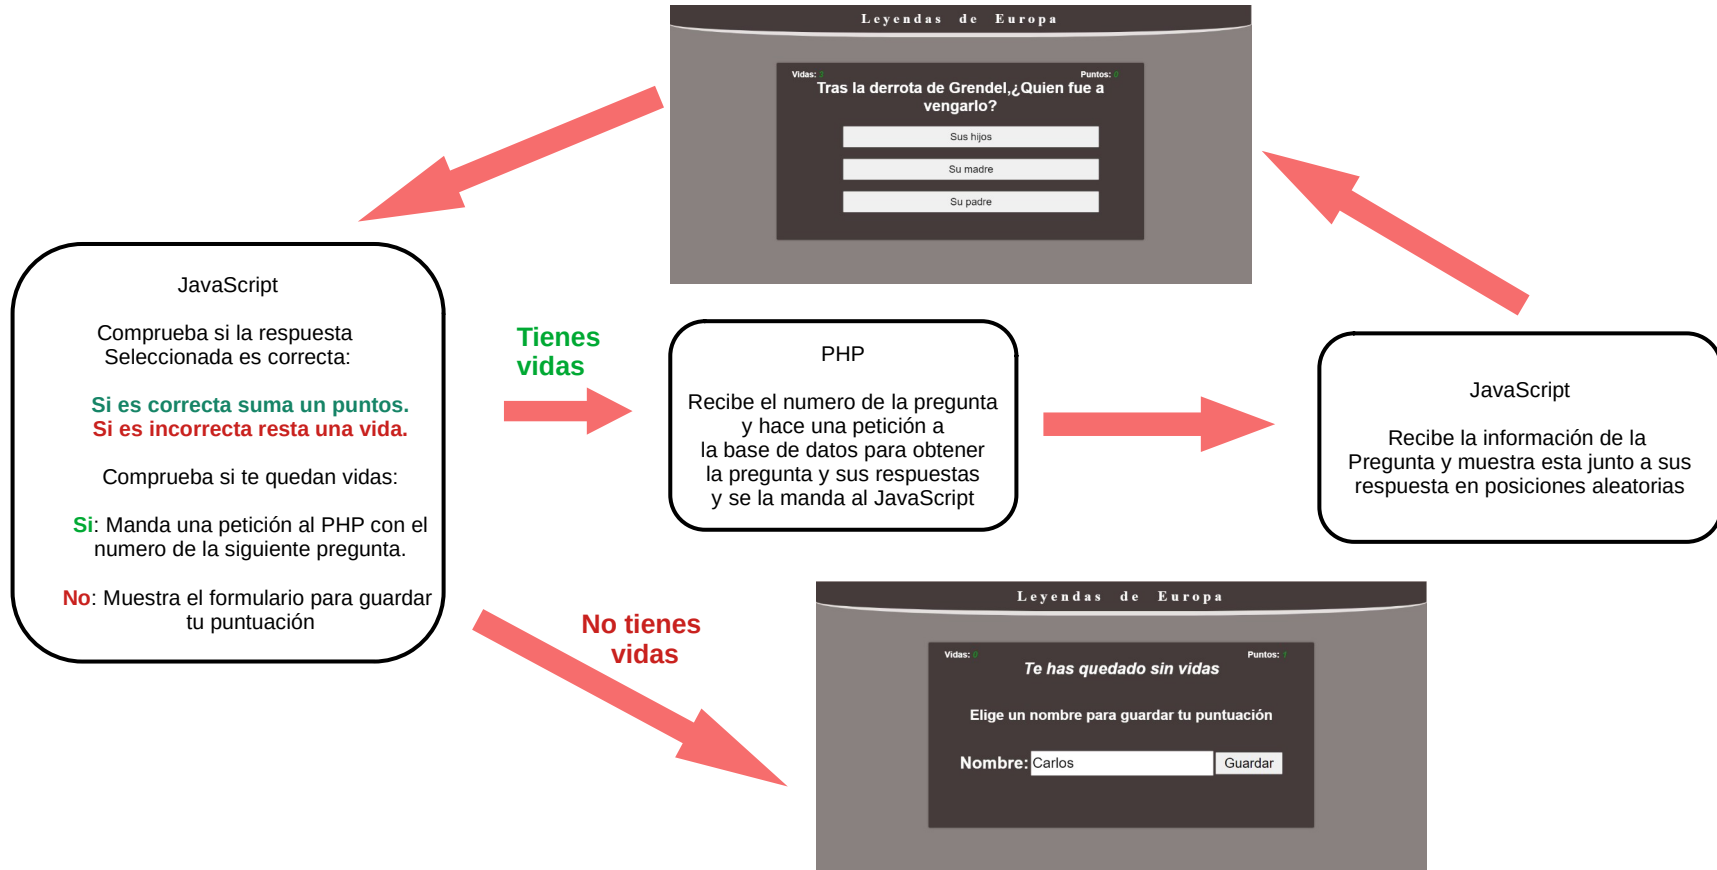 Leyendas de Europa
Vidas: 3 Puntos: 0
Tras la derrota de Grendel,¿Quien fue a
vengarlo?
Sus hijos
Su madre
Su padre
JavaScript
Comprueba si la respuesta
Seleccionada es correcta:
Si es correcta suma un puntos.
Si es incorrecta resta una vida.
Comprueba si te quedan vidas:
Si: Manda una petición al PHP con el
numero de la siguiente pregunta.
No: Muestra el formulario para guardar
tu puntuación
Tienes
vidas
PHP
Recibe el numero de la pregunta
y hace una petición a
la base de datos para obtener
la pregunta y sus respuestas
y se la manda al JavaScript
JavaScript
Recibe la información de la
Pregunta y muestra esta junto a sus
respuesta en posiciones aleatorias
No tienes
vidas
Leyendas de Europa
Vidas: 0 Puntos:
Te has quedado sin vidas
Elige un nombre para guardar tu puntuación
Nombre: Carlos Guardar